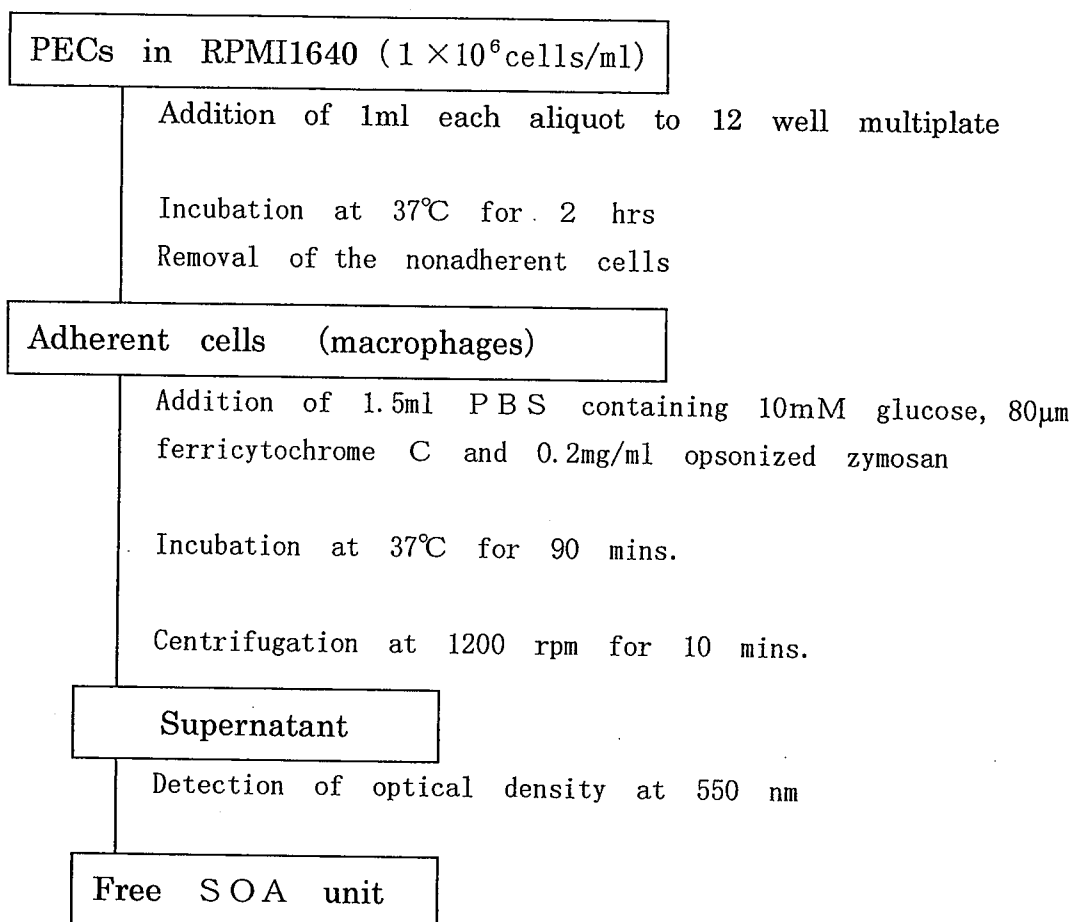 PECs in RPMI1640 (1×10⁶cells/ml)
Addition of 1ml each aliquot to 12 well multiplate
Incubation at 37℃ for 2 hrs
Removal of the nonadherent cells
Adherent cells (macrophages)
Addition of 1.5ml PBS containing 10mM glucose, 80μm
ferricytochrome C and 0.2mg/ml opsonized zymosan
Incubation at 37℃ for 90 mins.
Centrifugation at 1200 rpm for 10 mins.
Supernatant
Detection of optical density at 550 nm
Free SOA unit